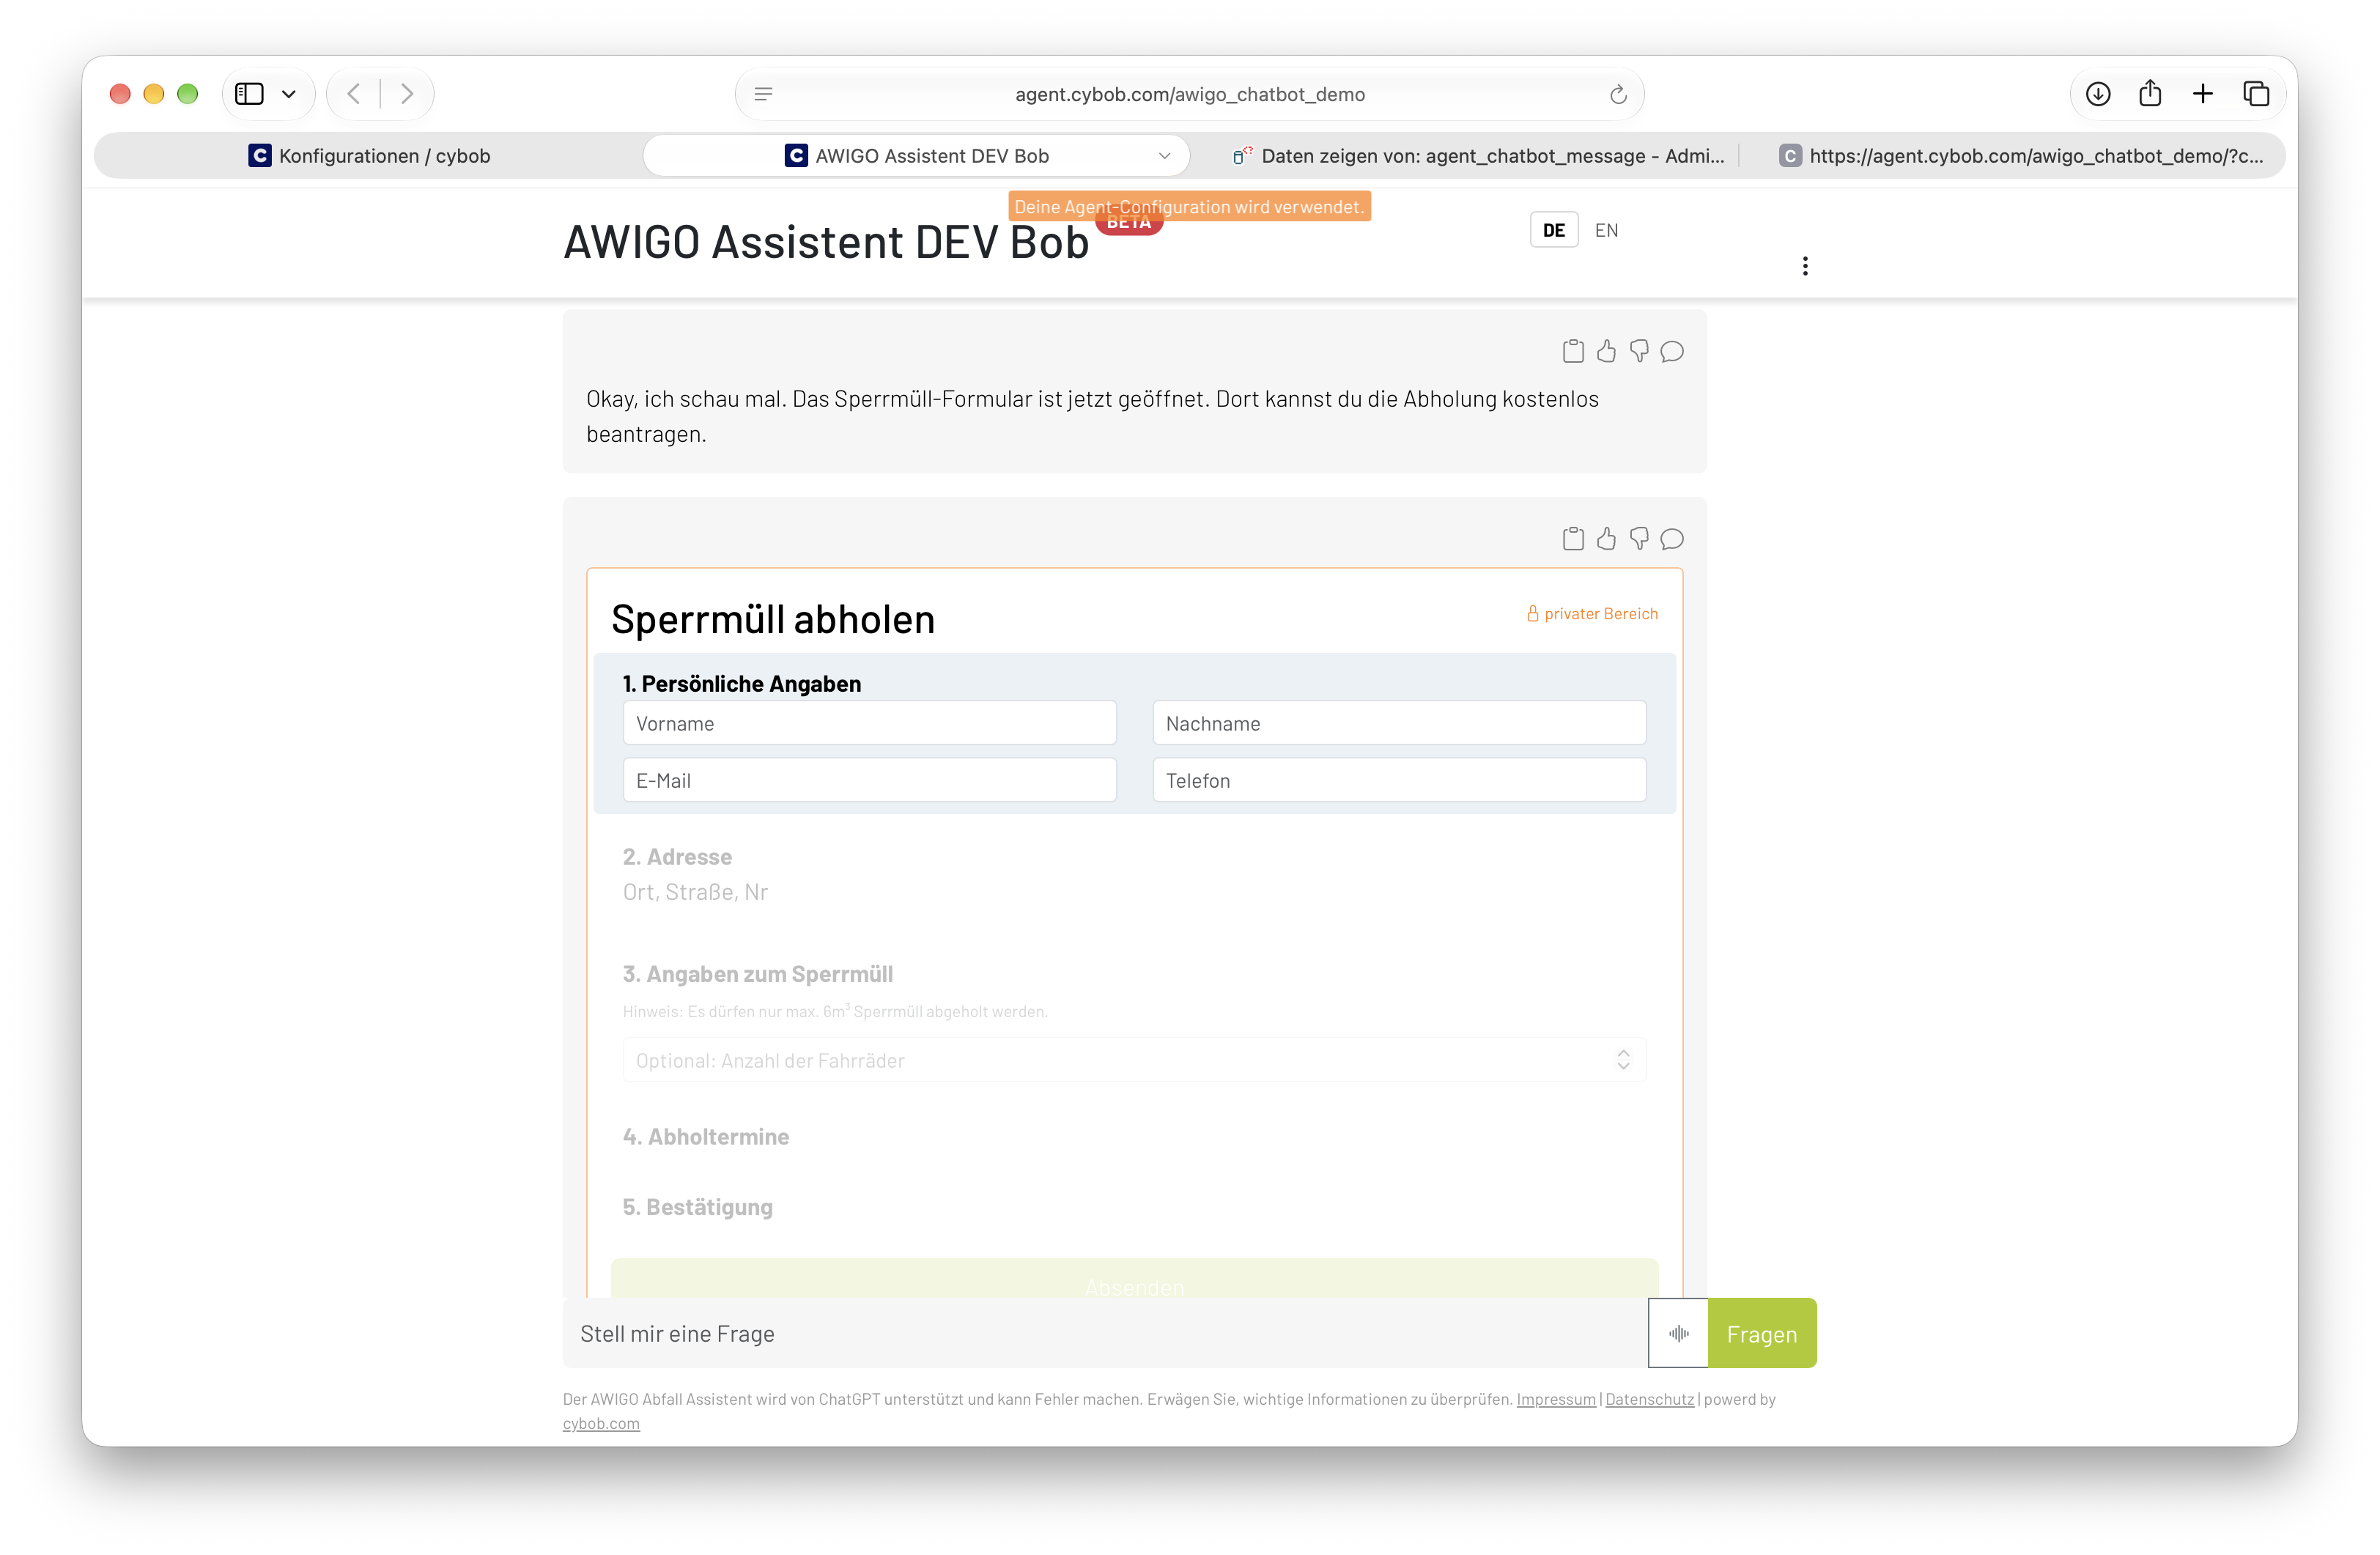 agent.cybob.com/awigo_chatbot_demo
C Konfigurationen / cybob
C AWIGO Assistent DEV Bob
Daten zeigen von: agent_chatbot_message - Admi...
C https://agent.cybob.com/awigo_chatbot_demo/?c...
Deine Agent-Configuration wird verwendet.
AWIGO Assistent DEV Bob
BETA
DE EN
Okay, ich schau mal. Das Sperrmüll-Formular ist jetzt geöffnet. Dort kannst du die Abholung kostenlos
beantragen.
Sperrmüll abholen
privater Bereich
1. Persönliche Angaben
Vorname
Nachname
E-Mail
Telefon
2. Adresse
Ort, Straße, Nr
3. Angaben zum Sperrmüll
Hinweis: Es dürfen nur max. 6m³ Sperrmüll abgeholt werden.
Optional: Anzahl der Fahrräder
4. Abholtermine
5. Bestätigung
Absenden
Stell mir eine Frage
Fragen
Der AWIGO Abfall Assistent wird von ChatGPT unterstützt und kann Fehler machen. Erwägen Sie, wichtige Informationen zu überprüfen. Impressum | Datenschutz | powerd by
cybob.com